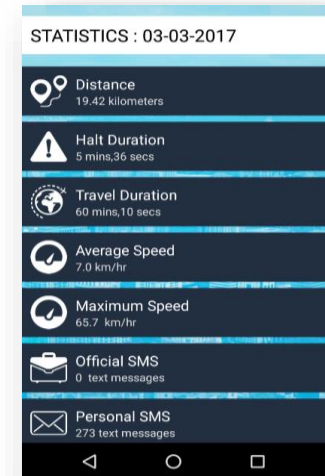 STATISTICS : 03-03-2017
Distance
19.42 kilometers
Halt Duration
5 mins,36 secs
Travel Duration
60 mins,10 secs
Average Speed
7.0 km/hr
Maximum Speed
65.7 km/hr
Official SMS
0 text messages
Personal SMS
273 text messages